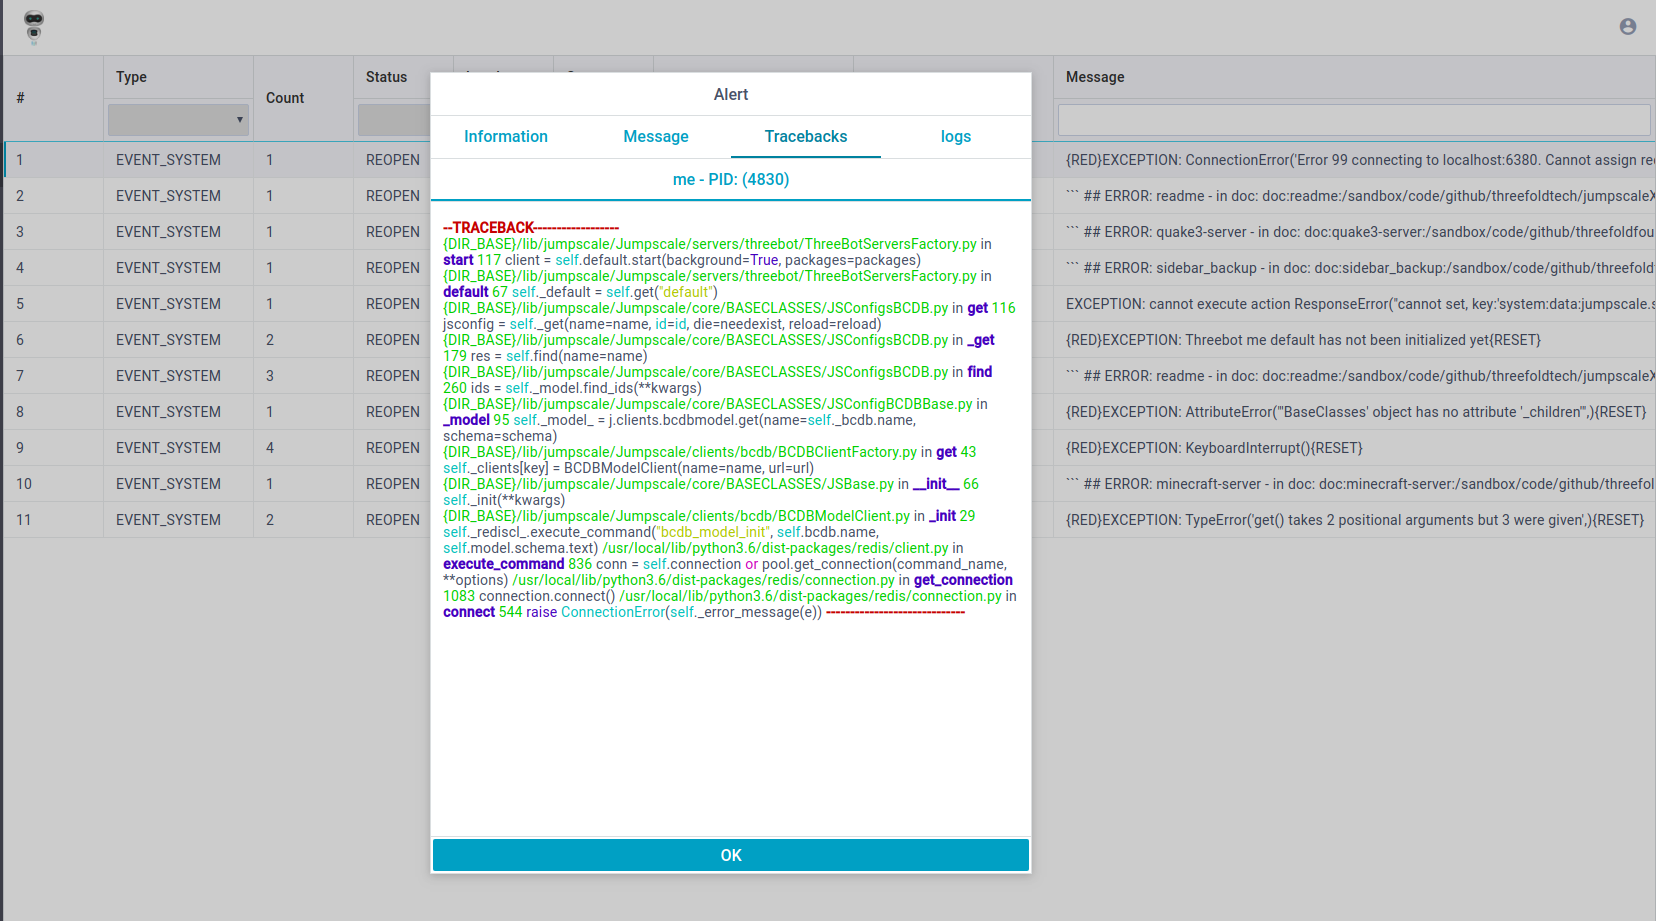 Type
Status
Message
#
Count
1 EVENT_SYSTEM 1 REOPEN {RED}EXCEPTION: ConnectionError('Error 99 connecting to localhost:6380. Cannot assign
2 EVENT_SYSTEM 1 REOPEN ``` ## ERROR: readme - in doc: doc:readme:/sandbox/code/github/threefoldtech/jumpscaleX
3 EVENT_SYSTEM 1 REOPEN ``` ## ERROR: quake3-server - in doc: doc:quake3-server:/sandbox/code/github/threefoldfou
4 EVENT_SYSTEM 1 REOPEN ``` ## ERROR: sidebar_backup - in doc: doc:sidebar_backup:/sandbox/code/github/threefold
5 EVENT_SYSTEM 1 REOPEN EXCEPTION: cannot execute action ResponseError("cannot set, key:'system:data:jumpscale.s
6 EVENT_SYSTEM 2 REOPEN {RED}EXCEPTION: Threebot me default has not been initialized yet{RESET}
7 EVENT_SYSTEM 3 REOPEN ``` ## ERROR: readme - in doc: doc:readme:/sandbox/code/github/threefoldtech/jumpscaleX
8 EVENT_SYSTEM 1 REOPEN {RED}EXCEPTION: AttributeError("'BaseClasses' object has no attribute '_children'",){RESET}
9 EVENT_SYSTEM 4 REOPEN {RED}EXCEPTION: KeyboardInterrupt(){RESET}
10 EVENT_SYSTEM 1 REOPEN ``` ## ERROR: minecraft-server - in doc: doc:minecraft-server:/sandbox/code/github/threefol
11 EVENT_SYSTEM 2 REOPEN {RED}EXCEPTION: TypeError('get() takes 2 positional arguments but 3 were given',){RESET}
Alert
Information Message Tracebacks logs
me - PID: (4830)
--TRACEBACK------------------
{DIR_BASE}/lib/jumpscale/Jumpscale/servers/threebot/ThreeBotServersFactory.py in
start 117 client = self.default.start(background=True, packages=packages)
{DIR_BASE}/lib/jumpscale/Jumpscale/servers/threebot/ThreeBotServersFactory.py in
default 67 self._default = self.get("default")
{DIR_BASE}/lib/jumpscale/Jumpscale/core/BASECLASSES/JSConfigsBCDB.py in get 116
jsconfig = self._get(name=name, id=id, die=needexist, reload=reload)
{DIR_BASE}/lib/jumpscale/Jumpscale/core/BASECLASSES/JSConfigsBCDB.py in _get
179 res = self.find(name=name)
{DIR_BASE}/lib/jumpscale/Jumpscale/core/BASECLASSES/JSConfigsBCDB.py in find
260 ids = self._model.find_ids(**kwargs)
{DIR_BASE}/lib/jumpscale/Jumpscale/core/BASECLASSES/JSConfigBCDBBase.py in
_model 95 self._model_ = j.clients.bcdbmodel.get(name=self._bcdb.name,
schema=schema)
{DIR_BASE}/lib/jumpscale/Jumpscale/clients/bcdb/BCDBClientFactory.py in get 43
self._clients[key] = BCDBModelClient(name=name, url=url)
{DIR_BASE}/lib/jumpscale/Jumpscale/core/BASECLASSES/JSBase.py in __init__ 66
self._init(**kwargs)
{DIR_BASE}/lib/jumpscale/Jumpscale/clients/bcdb/BCDBModelClient.py in _init 29
self._rediscl_.execute_command("bcdb_model_init", self.bcdb.name,
self.model.schema.text) /usr/local/lib/python3.6/dist-packages/redis/client.py in
execute_command 836 conn = self.connection or pool.get_connection(command_name,
**options) /usr/local/lib/python3.6/dist-packages/redis/connection.py in get_connection
1083 connection.connect() /usr/local/lib/python3.6/dist-packages/redis/connection.py in
connect 544 raise ConnectionError(self._error_message(e)) -----------------------------
OK